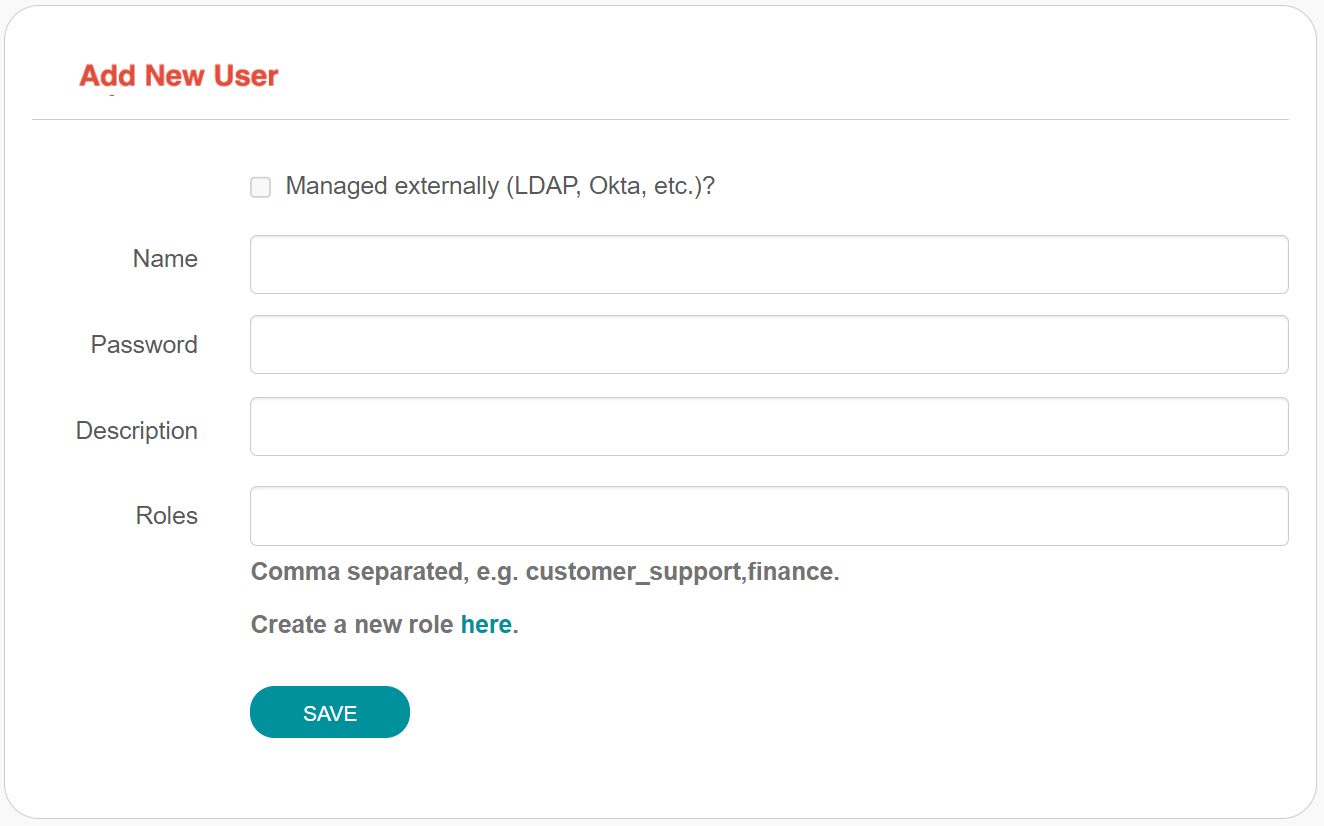 Add New User
Managed externally (LDAP, Okta, etc.)?
Name
Password
Description
Roles
Comma separated, e.g. customer_support,finance.
Create a new role here.
SAVE